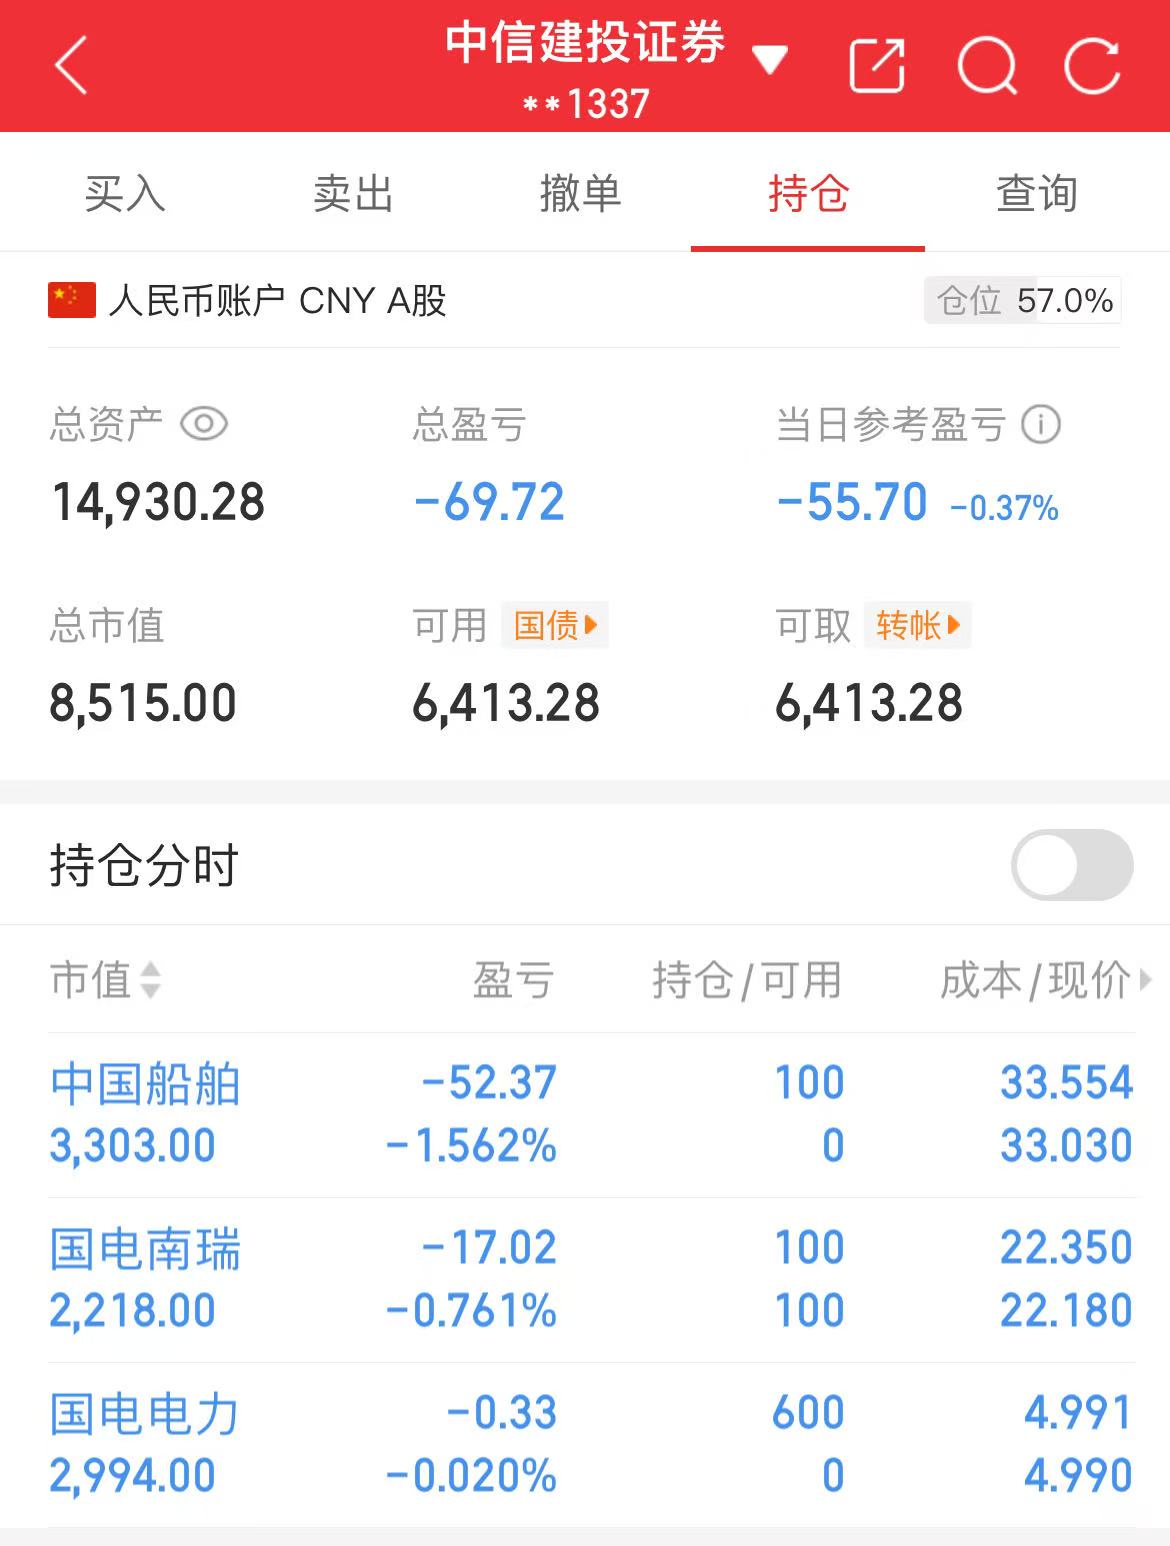 中信建投证券
**1337
买入 卖出 撤单 持仓 查询
人民币账户 CNY A股 仓位 57.0%
总资产 总盈亏 当日参考盈亏
14,930.28 -69.72 -55.70 -0.37%
总市值 可用 国债 可取 转帐
8,515.00 6,413.28 6,413.28
持仓分时
市值 盈亏 持仓/可用 成本/现价
中国船舶 -52.37 100 33.554
3,303.00 -1.562% 0 33.030
国电南瑞 -17.02 100 22.350
2,218.00 -0.761% 100 22.180
国电电力 -0.33 600 4.991
2,994.00 -0.020% 0 4.990